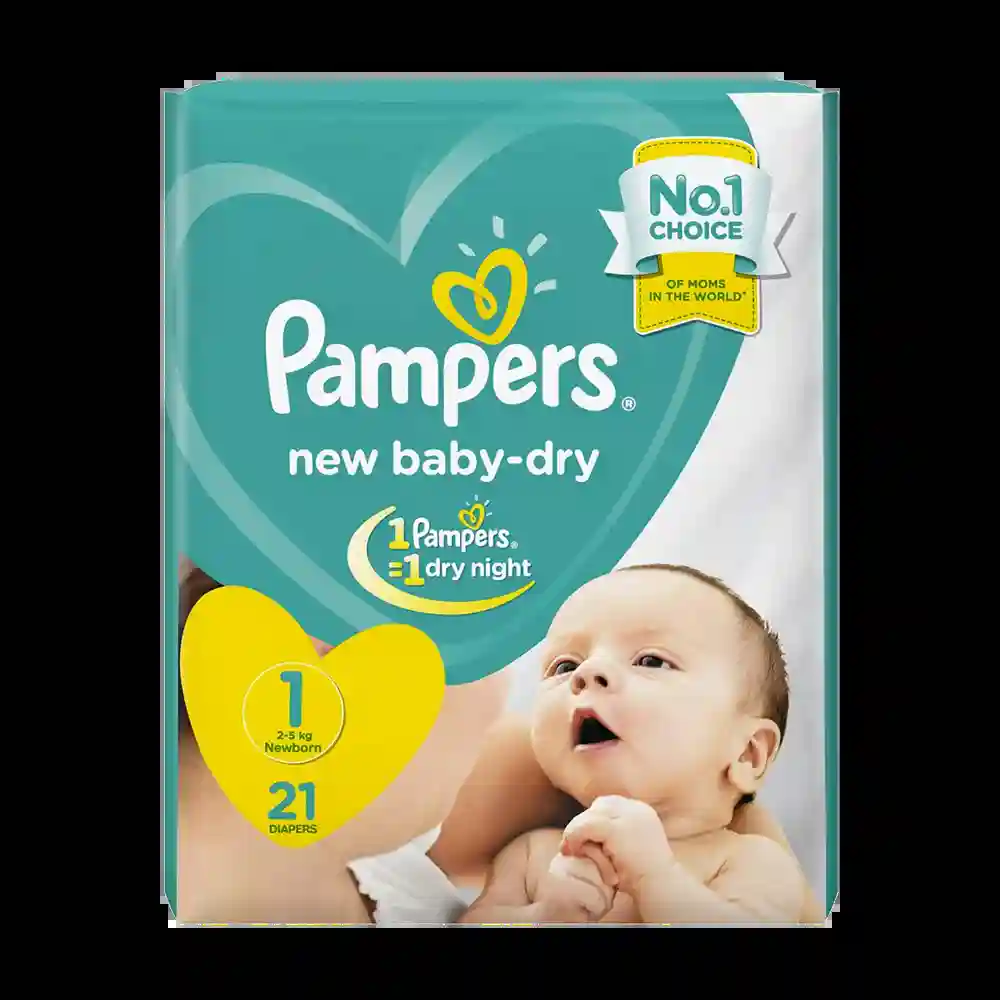 No.1
CHOICE
OF MOMS
IN THE WORLD*
Pampers®
new baby-dry
1 Pampers®
=1 dry night
1
2-5 kg
Newborn
21
DIAPERS